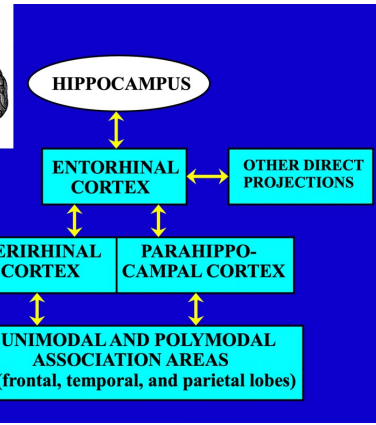 HIPPOCAMPUS
ENTORHINAL
CORTEX
OTHER DIRECT
PROJECTIONS
ERIRHINAL
CORTEX
PARAHIPPO-
CAMPAL CORTEX
UNIMODAL AND POLYMODAL
ASSOCIATION AREAS
(frontal, temporal, and parietal lobes)